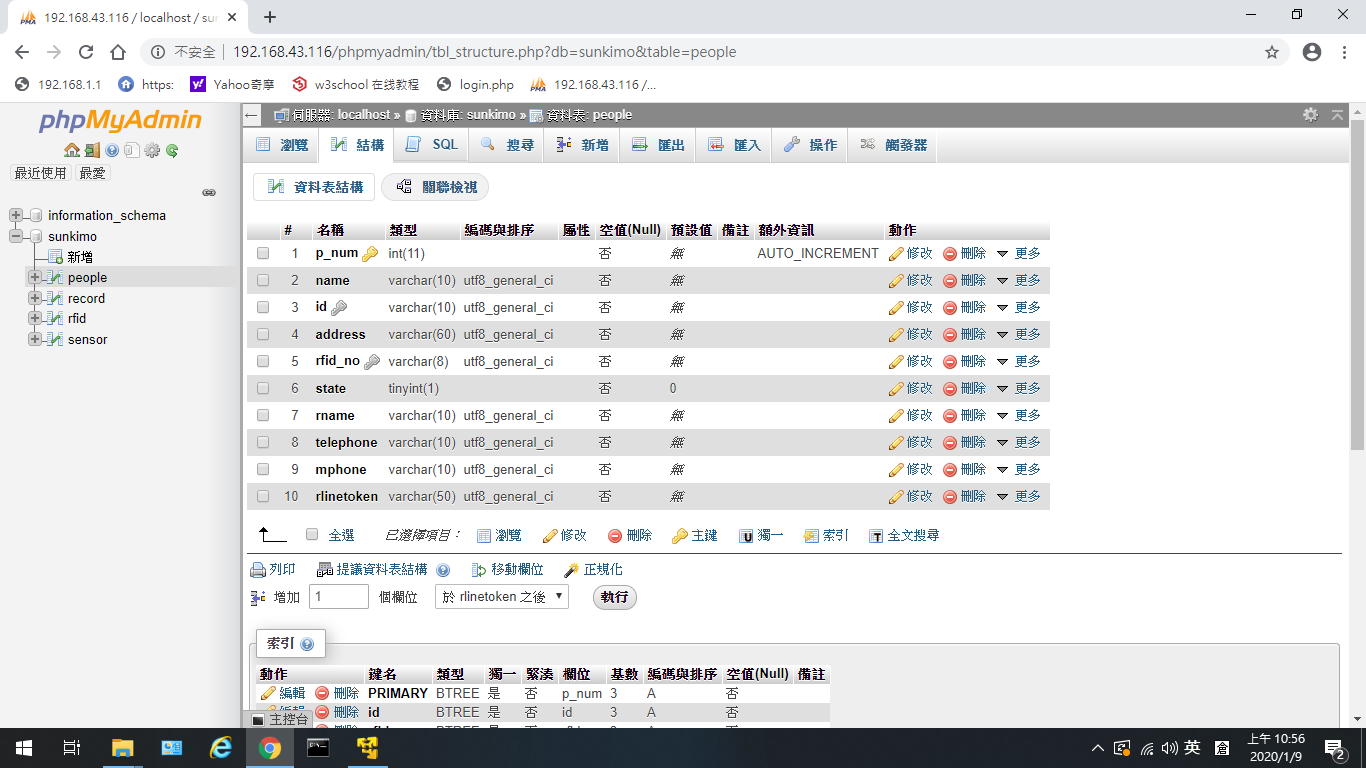 192.168.43.116 / localhost / sun
不安全 192.168.43.116/phpmyadmin/tbl_structure.php?db=sunkimo&table=people
192.168.1.1 https: Yahoo奇摩 w3school 在线教程 login.php 192.168.43.116 /...
phpMyAdmin
最近使用 最愛
information_schema
sunkimo
新增
people
record
rfid
sensor
伺服器: localhost » 資料庫: sunkimo » 資料表: people
瀏覽 結構 SQL 搜尋 新增 匯出 匯入 操作 觸發器
資料表結構 關聯檢視
# 名稱 類型 編碼與排序 屬性 空值(Null) 預設值 備註 額外資訊 動作
1 p_num int(11) 否 無 AUTO_INCREMENT 修改 刪除 更多
2 name varchar(10) utf8_general_ci 否 無 修改 刪除 更多
3 id varchar(10) utf8_general_ci 否 無 修改 刪除 更多
4 address varchar(60) utf8_general_ci 否 無 修改 刪除 更多
5 rfid_no varchar(8) utf8_general_ci 否 無 修改 刪除 更多
6 state tinyint(1) 否 0 修改 刪除 更多
7 rname varchar(10) utf8_general_ci 否 無 修改 刪除 更多
8 telephone varchar(10) utf8_general_ci 否 無 修改 刪除 更多
9 mphone varchar(10) utf8_general_ci 否 無 修改 刪除 更多
10 rlinetoken varchar(50) utf8_general_ci 否 無 修改 刪除 更多
全選 已選擇項目: 瀏覽 修改 刪除 主鍵 獨一 索引 全文搜尋
列印 提議資料表結構 移動欄位 正規化
增加 1 個欄位 於 rlinetoken 之後 執行
索引
動作 鍵名 類型 獨一 緊湊 欄位 基數 編碼與排序 空值(Null) 備註
編輯 刪除 PRIMARY BTREE 是 否 p_num 3 A 否
編輯 刪除 id BTREE 是 否 id 3 A 否
主控台
英 上午 10:56
2020/1/9
2